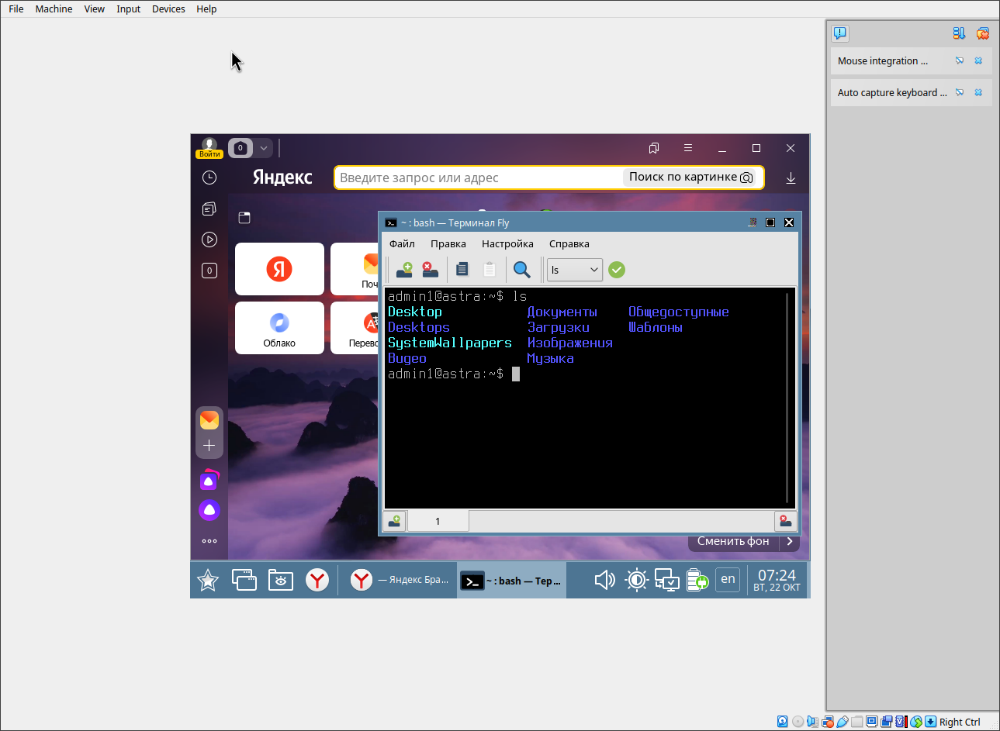 File Machine View Input Devices Help
Mouse integration ...
Auto capture keyboard ...
Войти
0
Яндекс
Введите запрос или адрес
Поиск по картинке
0
Я
Поч
Облако
Перево
~ : bash — Терминал Fly
Файл Правка Настройка Справка
ls
admin1@astra:~$ ls
Desktop Документы Общедоступные
Desktops Загрузки Шаблоны
SystemWallpapers Изображения
Видео Музыка
admin1@astra:~$
1
Сменить фон
— Яндекс Бра...
~ : bash — Тер...
en
07:24
ВТ, 22 ОКТ
Right Ctrl